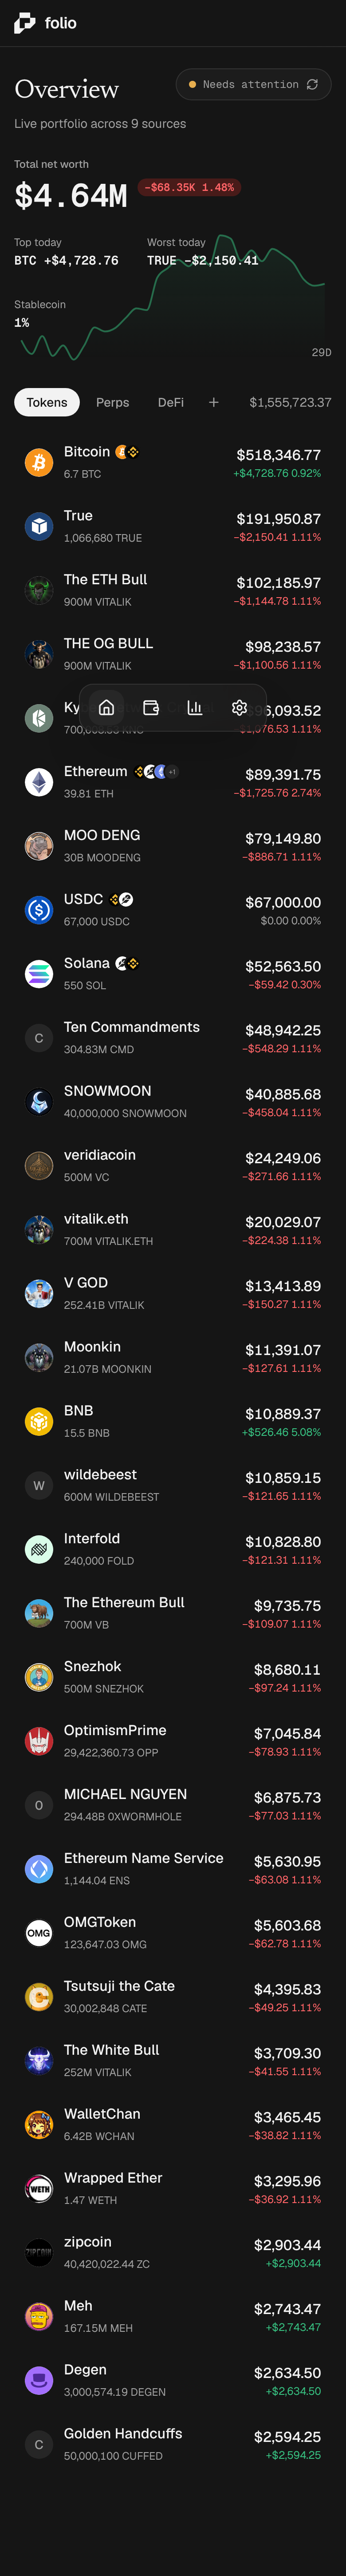 folio
Overview
Needs attention
Live portfolio across 9 sources
Total net worth
$4.64M
−$68.35K 1.48%
Top today
Worst today
BTC +$4,728.76
TRUE −$2,150.41
Stablecoin
1%
29D
Tokens
Perps
DeFi
+
$1,555,723.37
Bitcoin
$518,346.77
6.7 BTC
+$4,728.76 0.92%
True
$191,950.87
1,066,680 TRUE
−$2,150.41 1.11%
The ETH Bull
$102,185.97
900M VITALIK
−$1,144.78 1.11%
THE OG BULL
$98,238.57
900M VITALIK
−$1,100.56 1.11%
$96,093.52
−$1,076.53 1.11%
Ethereum
+1
$89,391.75
39.81 ETH
−$1,725.76 2.74%
MOO DENG
$79,149.80
30B MOODENG
−$886.71 1.11%
USDC
$67,000.00
67,000 USDC
$0.00 0.00%
Solana
$52,563.50
550 SOL
−$59.42 0.30%
C
Ten Commandments
$48,942.25
304.83M CMD
−$548.29 1.11%
SNOWMOON
$40,885.68
40,000,000 SNOWMOON
−$458.04 1.11%
veridiacoin
$24,249.06
500M VC
−$271.66 1.11%
vitalik.eth
$20,029.07
700M VITALIK.ETH
−$224.38 1.11%
V GOD
$13,413.89
252.41B VITALIK
−$150.27 1.11%
Moonkin
$11,391.07
21.07B MOONKIN
−$127.61 1.11%
BNB
$10,889.37
15.5 BNB
+$526.46 5.08%
W
wildebeest
$10,859.15
600M WILDEBEEST
−$121.65 1.11%
Interfold
$10,828.80
240,000 FOLD
−$121.31 1.11%
The Ethereum Bull
$9,735.75
700M VB
−$109.07 1.11%
Snezhok
$8,680.11
500M SNEZHOK
−$97.24 1.11%
OptimismPrime
$7,045.84
29,422,360.73 OPP
−$78.93 1.11%
0
MICHAEL NGUYEN
$6,875.73
294.48B 0XWORMHOLE
−$77.03 1.11%
Ethereum Name Service
$5,630.95
1,144.04 ENS
−$63.08 1.11%
OMG
OMGToken
$5,603.68
123,647.03 OMG
−$62.78 1.11%
Tsutsuji the Cate
$4,395.83
30,002,848 CATE
−$49.25 1.11%
The White Bull
$3,709.30
252M VITALIK
−$41.55 1.11%
WalletChan
$3,465.45
6.42B WCHAN
−$38.82 1.11%
WETH
Wrapped Ether
$3,295.96
1.47 WETH
−$36.92 1.11%
ZIPCOIN
zipcoin
$2,903.44
40,420,022.44 ZC
+$2,903.44
Meh
$2,743.47
167.15M MEH
+$2,743.47
Degen
$2,634.50
3,000,574.19 DEGEN
+$2,634.50
C
Golden Handcuffs
$2,594.25
50,000,100 CUFFED
+$2,594.25